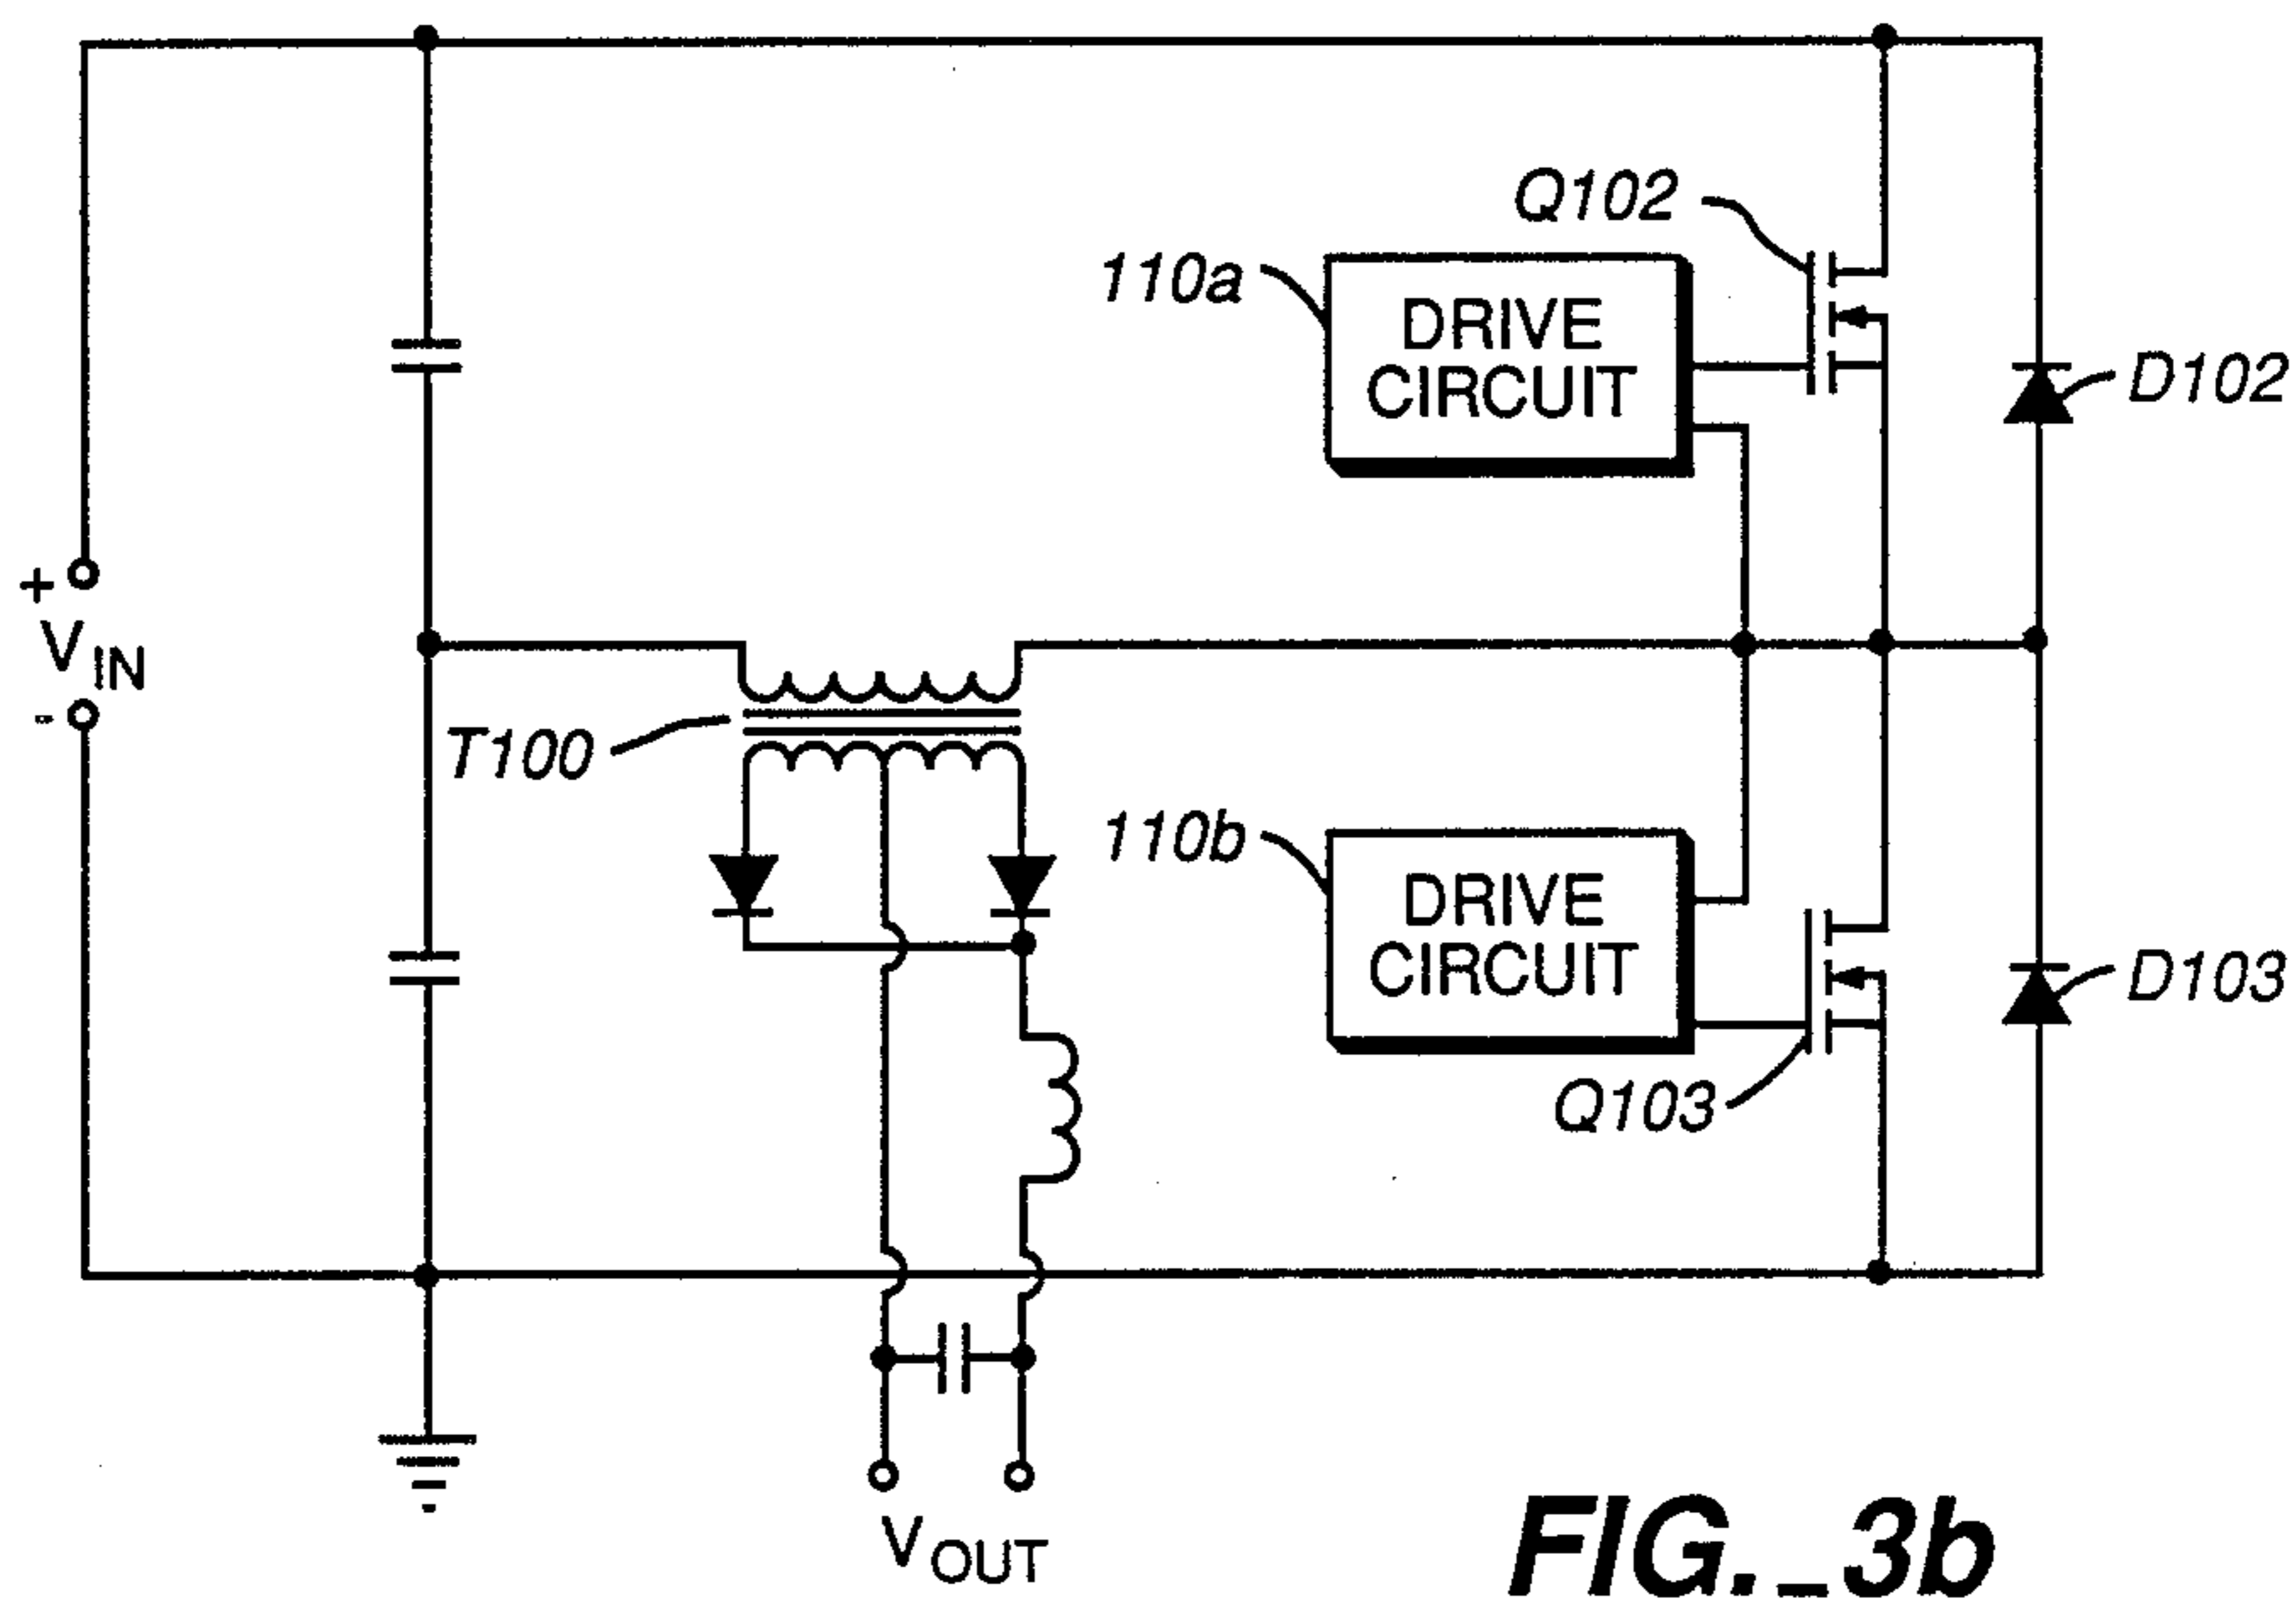 Q102
110a
DRIVE
CIRCUIT
D102
+
VIN
-
T100
110b
DRIVE
CIRCUIT
D103
Q103
VOUT
FIG._3b